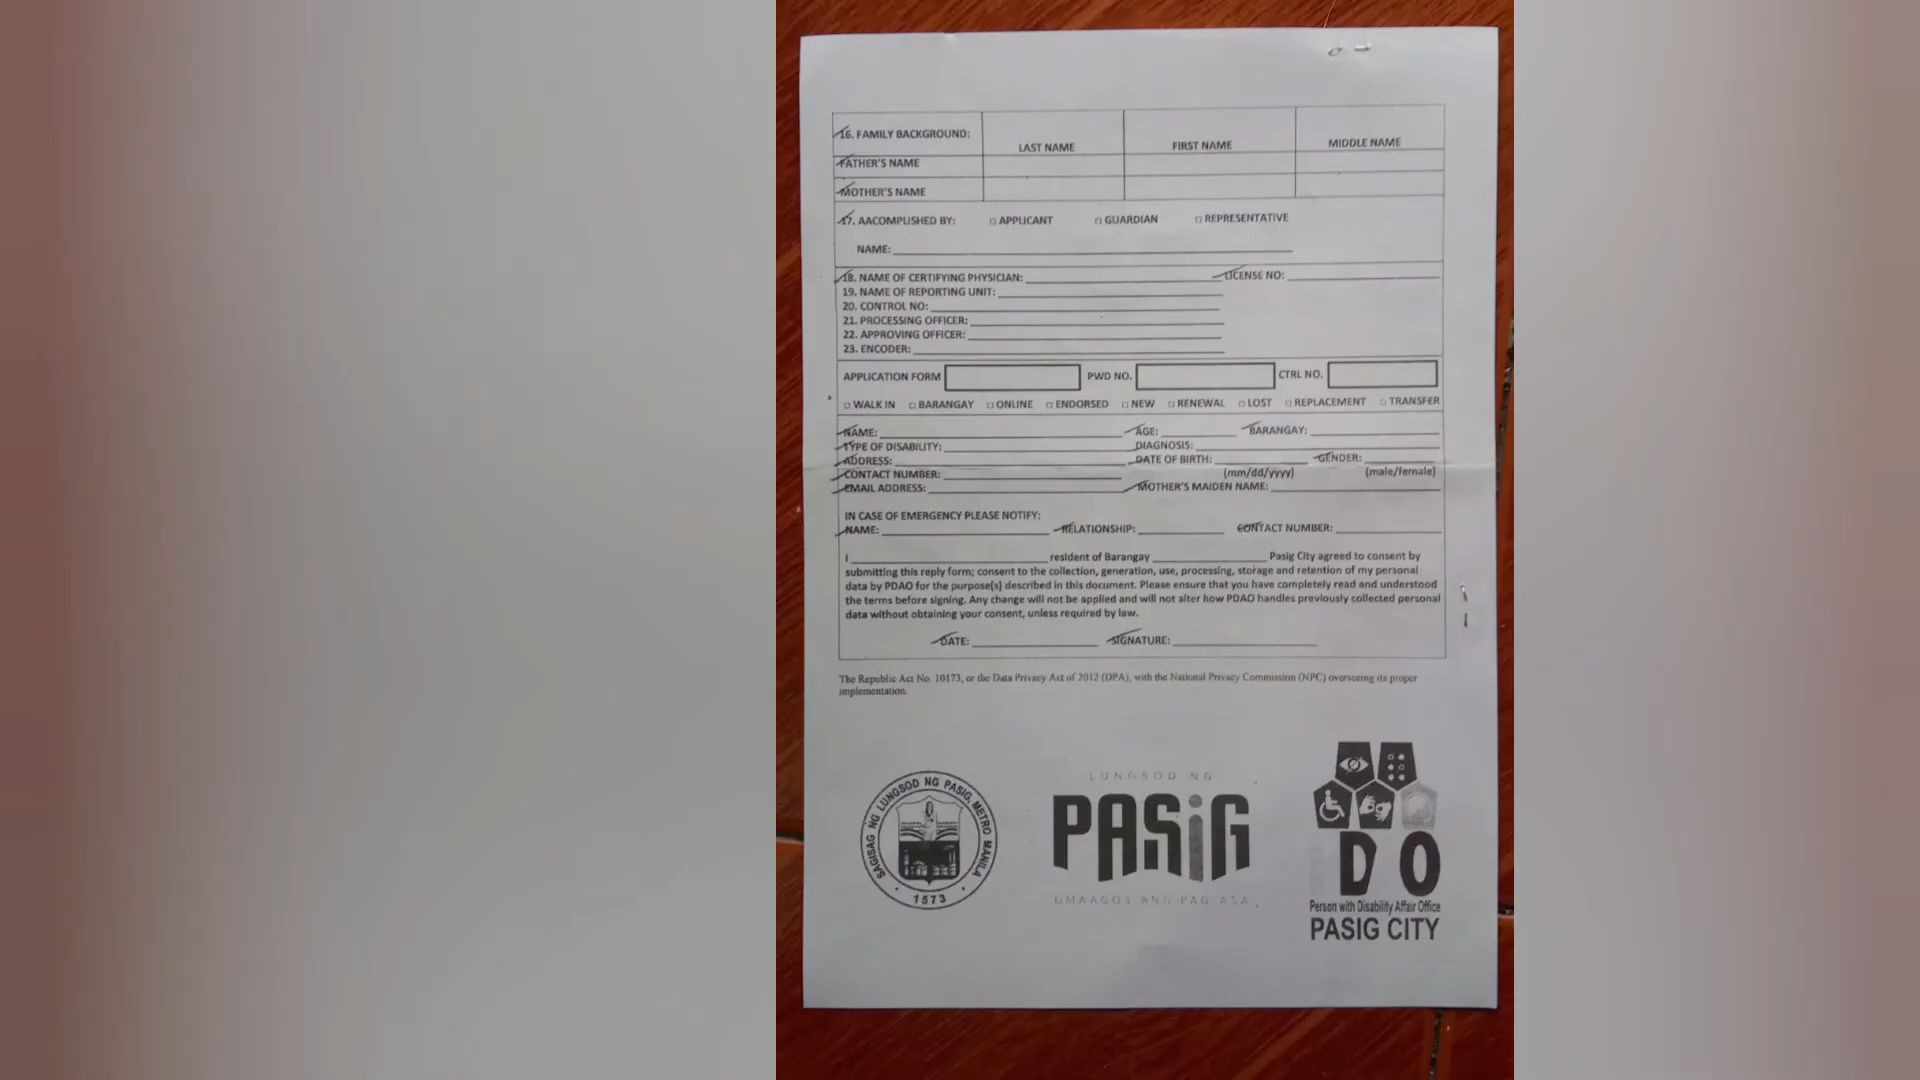 16. FAMILY BACKGROUND: LAST NAME FIRST NAME MIDDLE NAME
FATHER'S NAME
MOTHER'S NAME
17. AACOMPLISHED BY: □ APPLICANT □ GUARDIAN □ REPRESENTATIVE
NAME:
18. NAME OF CERTIFYING PHYSICIAN: LICENSE NO:
19. NAME OF REPORTING UNIT:
20. CONTROL NO:
21. PROCESSING OFFICER:
22. APPROVING OFFICER:
23. ENCODER:
APPLICATION FORM PWD NO. CTRL NO.
□ WALK IN □ BARANGAY □ ONLINE □ ENDORSED □ NEW □ RENEWAL □ LOST □ REPLACEMENT □ TRANSFER
NAME: AGE: BARANGAY:
TYPE OF DISABILITY: DIAGNOSIS:
ADDRESS: DATE OF BIRTH: GENDER:
CONTACT NUMBER: (mm/dd/yyyy) (male/female)
EMAIL ADDRESS: MOTHER'S MAIDEN NAME:
IN CASE OF EMERGENCY PLEASE NOTIFY:
NAME: RELATIONSHIP: CONTACT NUMBER:
I resident of Barangay Pasig City agreed to consent by
submitting this reply form; consent to the collection, generation, use, processing, storage and retention of my personal
data by PDAO for the purpose(s) described in this document. Please ensure that you have completely read and understood
the terms before signing. Any change will not be applied and will not alter how PDAO handles previously collected personal
data without obtaining your consent, unless required by law.
DATE: SIGNATURE:
The Republic Act No. 10173, or the Data Privacy Act of 2012 (DPA), with the National Privacy Commission (NPC) overseeing its proper
implementation.
SAGISAG NG LUNGSOD NG PASIG, METRO MANILA
1573
LUNGSOD NG
PASiG
UMAAGOS ANG PAG ASA
D O
Person with Disability Affair Office
PASIG CITY